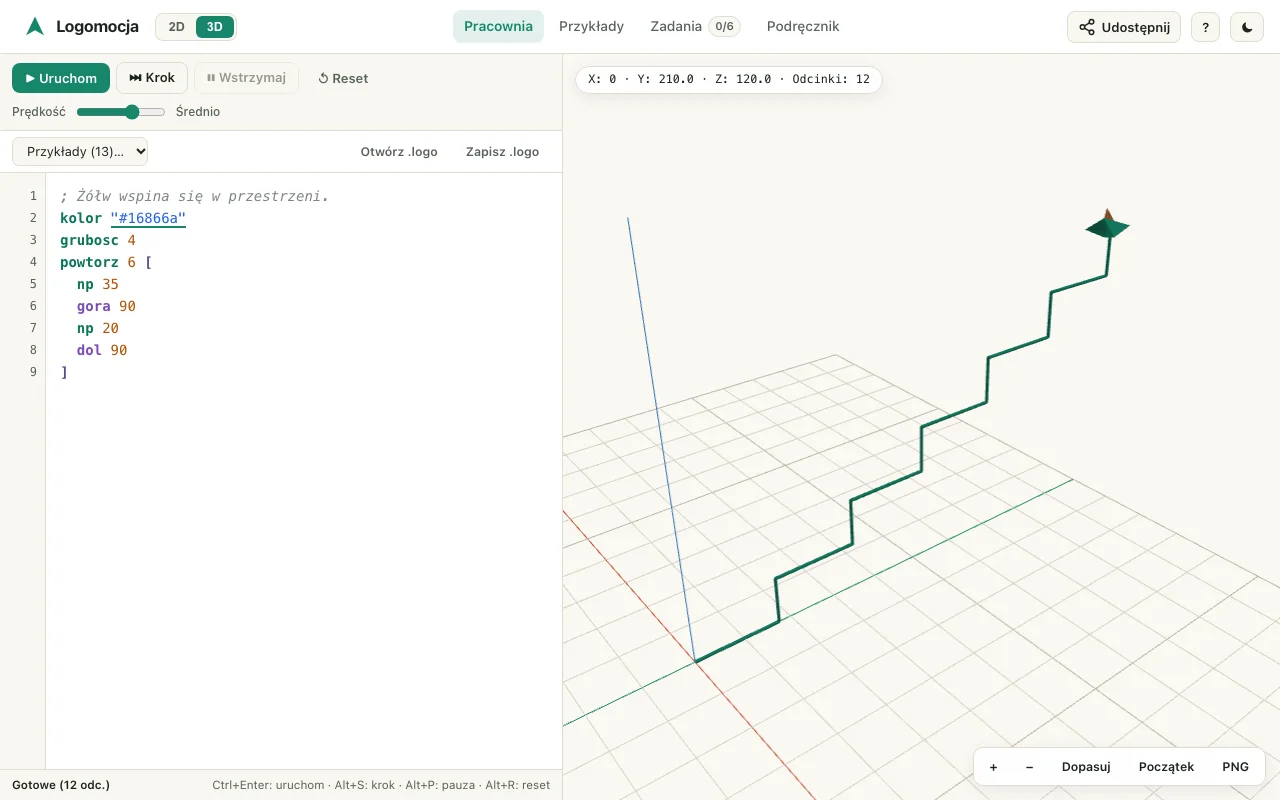 Logomocja
2D 3D
Pracownia Przykłady Zadania 0/6 Podręcznik
Udostępnij ?
Uruchom Krok Wstrzymaj Reset
Prędkość Średnio
Przykłady (13)... Otwórz .logo Zapisz .logo
1 ; Żółw wspina się w przestrzeni.
2 kolor "#16866a"
3 grubosc 4
4 powtorz 6 [
5 np 35
6 gora 90
7 np 20
8 dol 90
9 ]
Gotowe (12 odc.) Ctrl+Enter: uruchom · Alt+S: krok · Alt+P: pauza · Alt+R: reset
X: 0 · Y: 210.0 · Z: 120.0 · Odcinki: 12
+ − Dopasuj Początek PNG